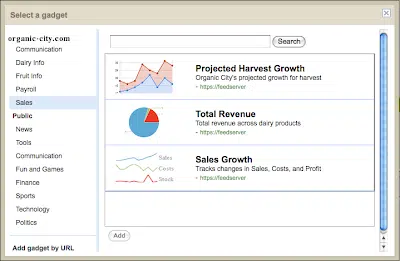 Select a gadget
organic-city.com
Communication
Dairy Info
Fruit Info
Payroll
Sales
Public
News
Tools
Communication
Fun and Games
Finance
Sports
Technology
Politics
Add gadget by URL
Search
Projected Harvest Growth
Organic City's projected growth for harvest
- https://feedserver
Total Revenue
Total revenue across dairy products
- https://feedserver
Sales
Costs
Stock
Sales Growth
Tracks changes in Sales, Costs, and Profit
- https://feedserver
Add